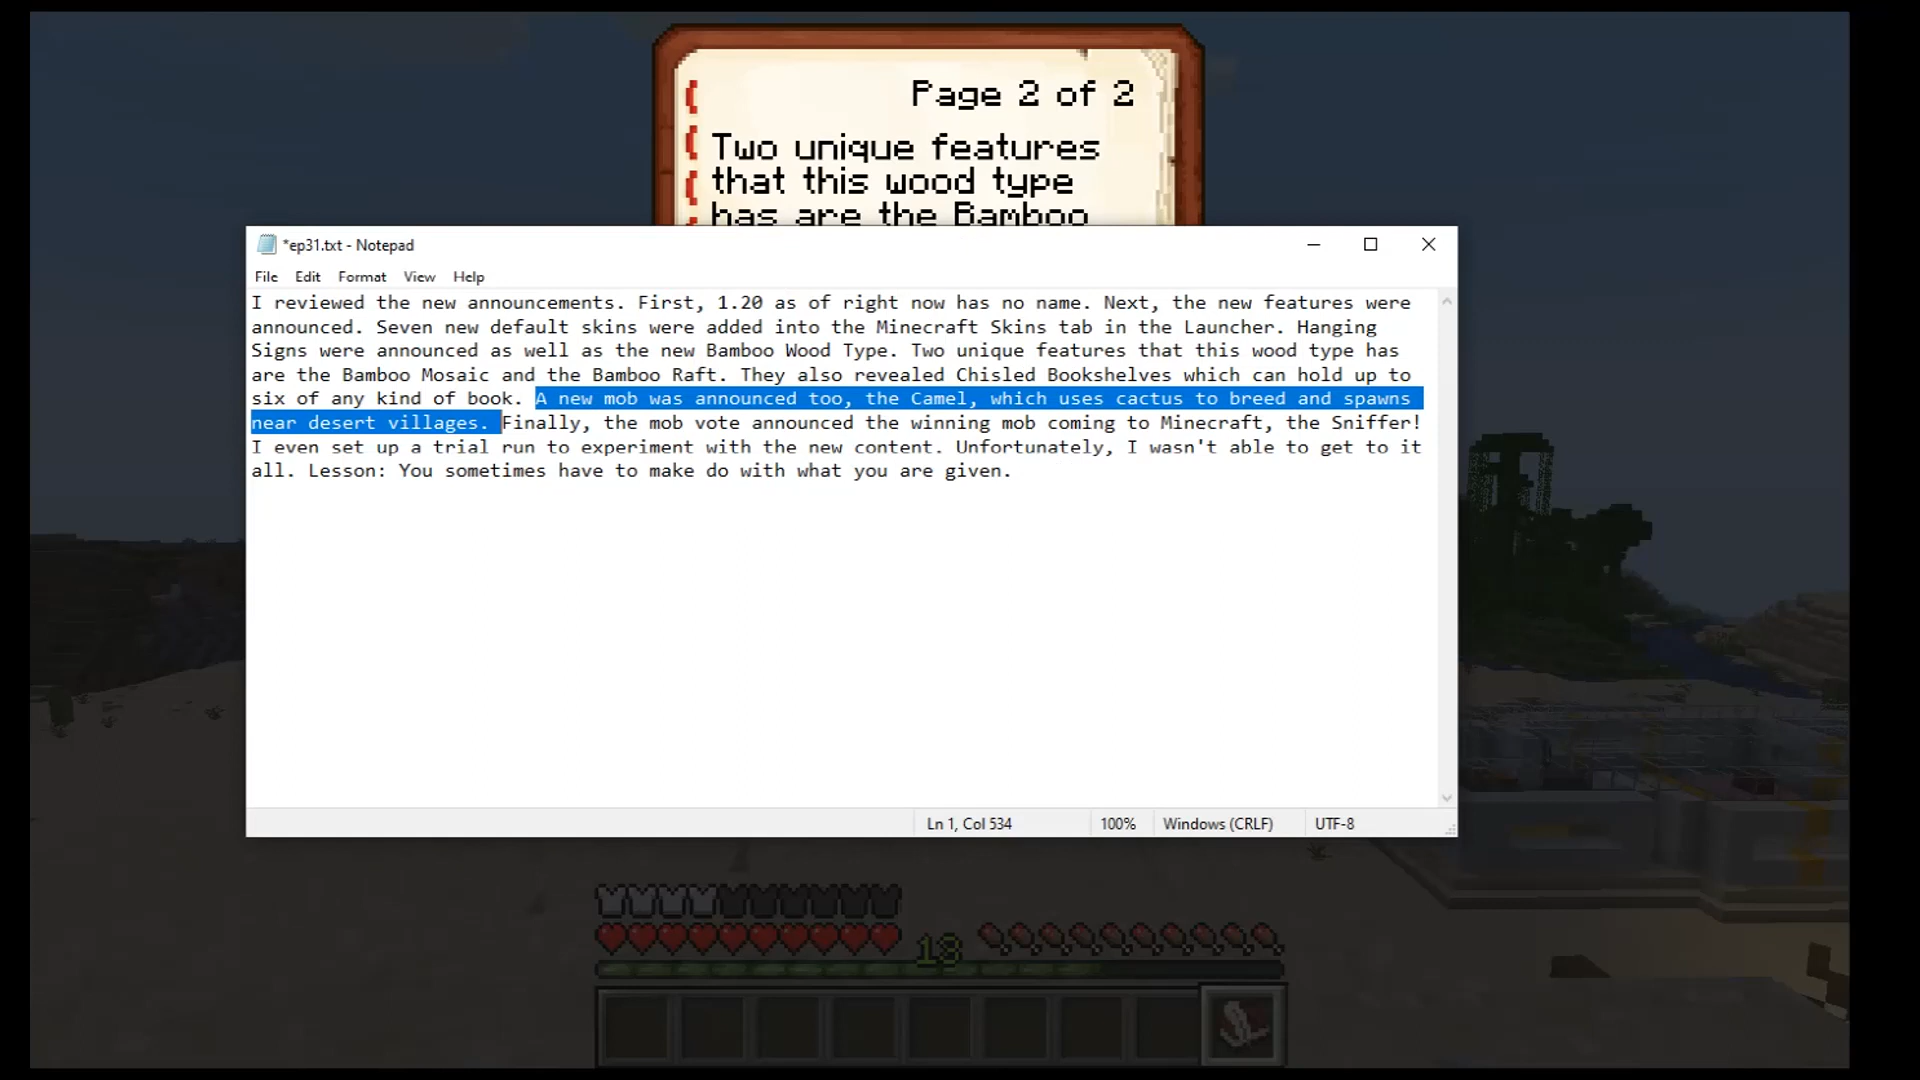 Page 2 of 2
Two unique features
that this wood type
has are the Bamboo
*ep31.txt - Notepad
File Edit Format View Help
I reviewed the new announcements. First, 1.20 as of right now has no name. Next, the new features were
announced. Seven new default skins were added into the Minecraft Skins tab in the Launcher. Hanging
Signs were announced as well as the new Bamboo Wood Type. Two unique features that this wood type has
are the Bamboo Mosaic and the Bamboo Raft. They also revealed Chisled Bookshelves which can hold up to
six of any kind of book. A new mob was announced too, the Camel, which uses cactus to breed and spawns
near desert villages. Finally, the mob vote announced the winning mob coming to Minecraft, the Sniffer!
I even set up a trial run to experiment with the new content. Unfortunately, I wasn't able to get to it
all. Lesson: You sometimes have to make do with what you are given.
Ln 1, Col 534 100% Windows (CRLF) UTF-8
18